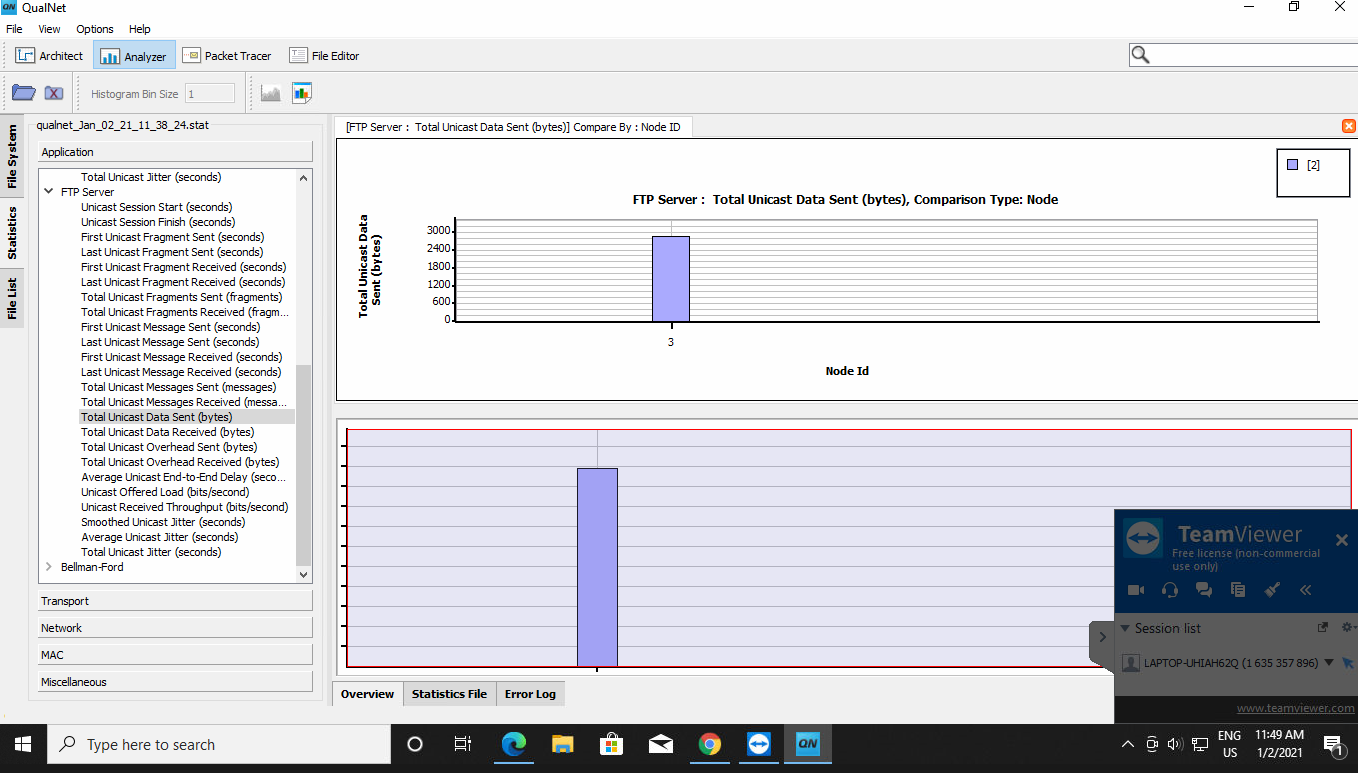 QN QualNet
File View Options Help
Architect Analyzer Packet Tracer File Editor
Histogram Bin Size 1
File System
Statistics
File List
qualnet_Jan_02_21_11_38_24.stat
Application
Total Unicast Jitter (seconds)
FTP Server
Unicast Session Start (seconds)
Unicast Session Finish (seconds)
First Unicast Fragment Sent (seconds)
Last Unicast Fragment Sent (seconds)
First Unicast Fragment Received (seconds)
Last Unicast Fragment Received (seconds)
Total Unicast Fragments Sent (fragments)
Total Unicast Fragments Received (fragm...
First Unicast Message Sent (seconds)
Last Unicast Message Sent (seconds)
First Unicast Message Received (seconds)
Last Unicast Message Received (seconds)
Total Unicast Messages Sent (messages)
Total Unicast Messages Received (messa...
Total Unicast Data Sent (bytes)
Total Unicast Data Received (bytes)
Total Unicast Overhead Sent (bytes)
Total Unicast Overhead Received (bytes)
Average Unicast End-to-End Delay (seco...
Unicast Offered Load (bits/second)
Unicast Received Throughput (bits/second)
Smoothed Unicast Jitter (seconds)
Average Unicast Jitter (seconds)
Total Unicast Jitter (seconds)
Bellman-Ford
Transport
Network
MAC
Miscellaneous
[FTP Server : Total Unicast Data Sent (bytes)] Compare By : Node ID
[2]
FTP Server : Total Unicast Data Sent (bytes), Comparison Type: Node
Total Unicast Data
Sent (bytes)
3000
2400
1800
1200
600
0
3
Node Id
Overview Statistics File Error Log
TeamViewer
Free license (non-commercial
use only)
Session list
LAPTOP-UHIAH62Q (1 635 357 896)
www.teamviewer.com
Type here to search
QN
ENG
US
11:49 AM
1/2/2021
1